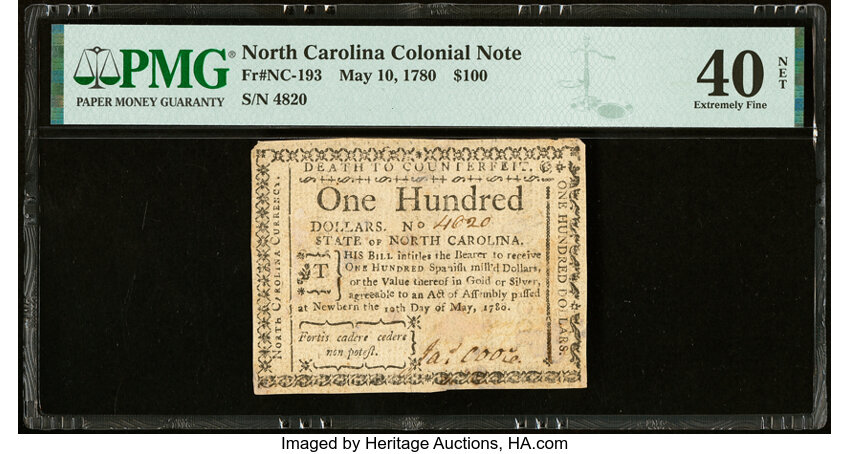 PMG®
PAPER MONEY GUARANTY
North Carolina Colonial Note
Fr#NC-193 May 10, 1780 $100
S/N 4820
40
NET
Extremely Fine
DEATH TO COUNTERFEIT.
NORTH CAROLINA CURRENCY.
One Hundred
DOLLARS. No 4820
STATE OF NORTH CAROLINA.
THIS BILL intitles the Bearer to receive
ONE HUNDRED Spanish mill'd Dollars,
or the Value thereof in Gold or Silver,
agreeable to an Act of Assembly passed
at Newbern the 10th Day of May, 1780.
Fortis cadere cedere
non potest.
ONE HUNDRED DOLLARS.
Imaged by Heritage Auctions, HA.com